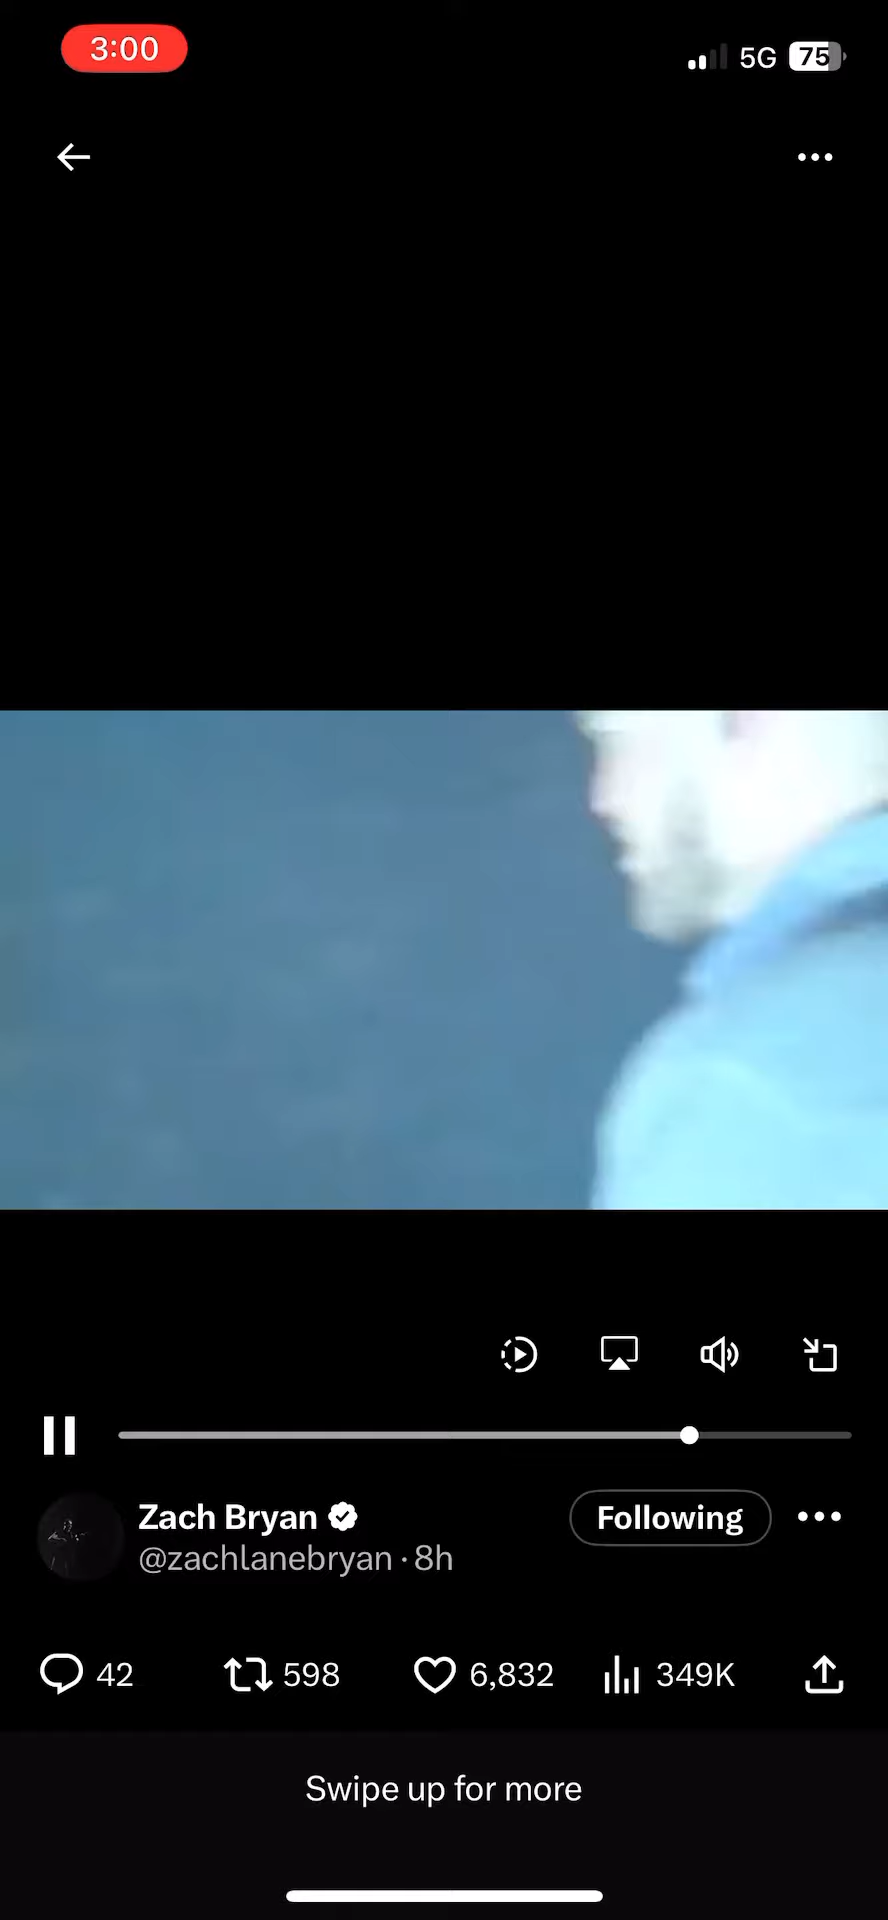 3:00
5G 75
Zach Bryan
Following
@zachlanebryan · 8h
42
598
6,832
349K
Swipe up for more